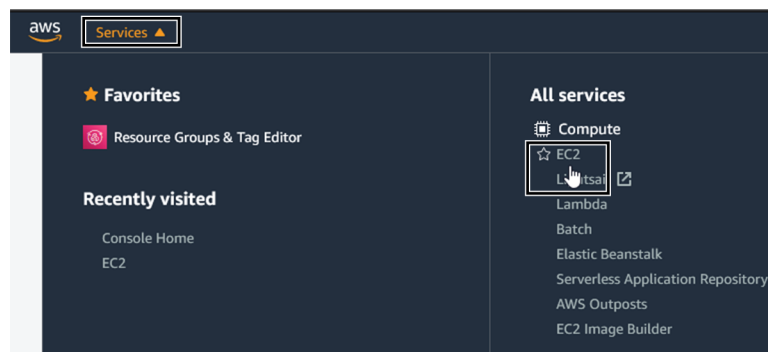 aws
Services
Favorites
Resource Groups & Tag Editor
Recently visited
Console Home
EC2
All services
Compute
EC2
Lambda
Batch
Elastic Beanstalk
Serverless Application Repository
AWS Outposts
EC2 Image Builder